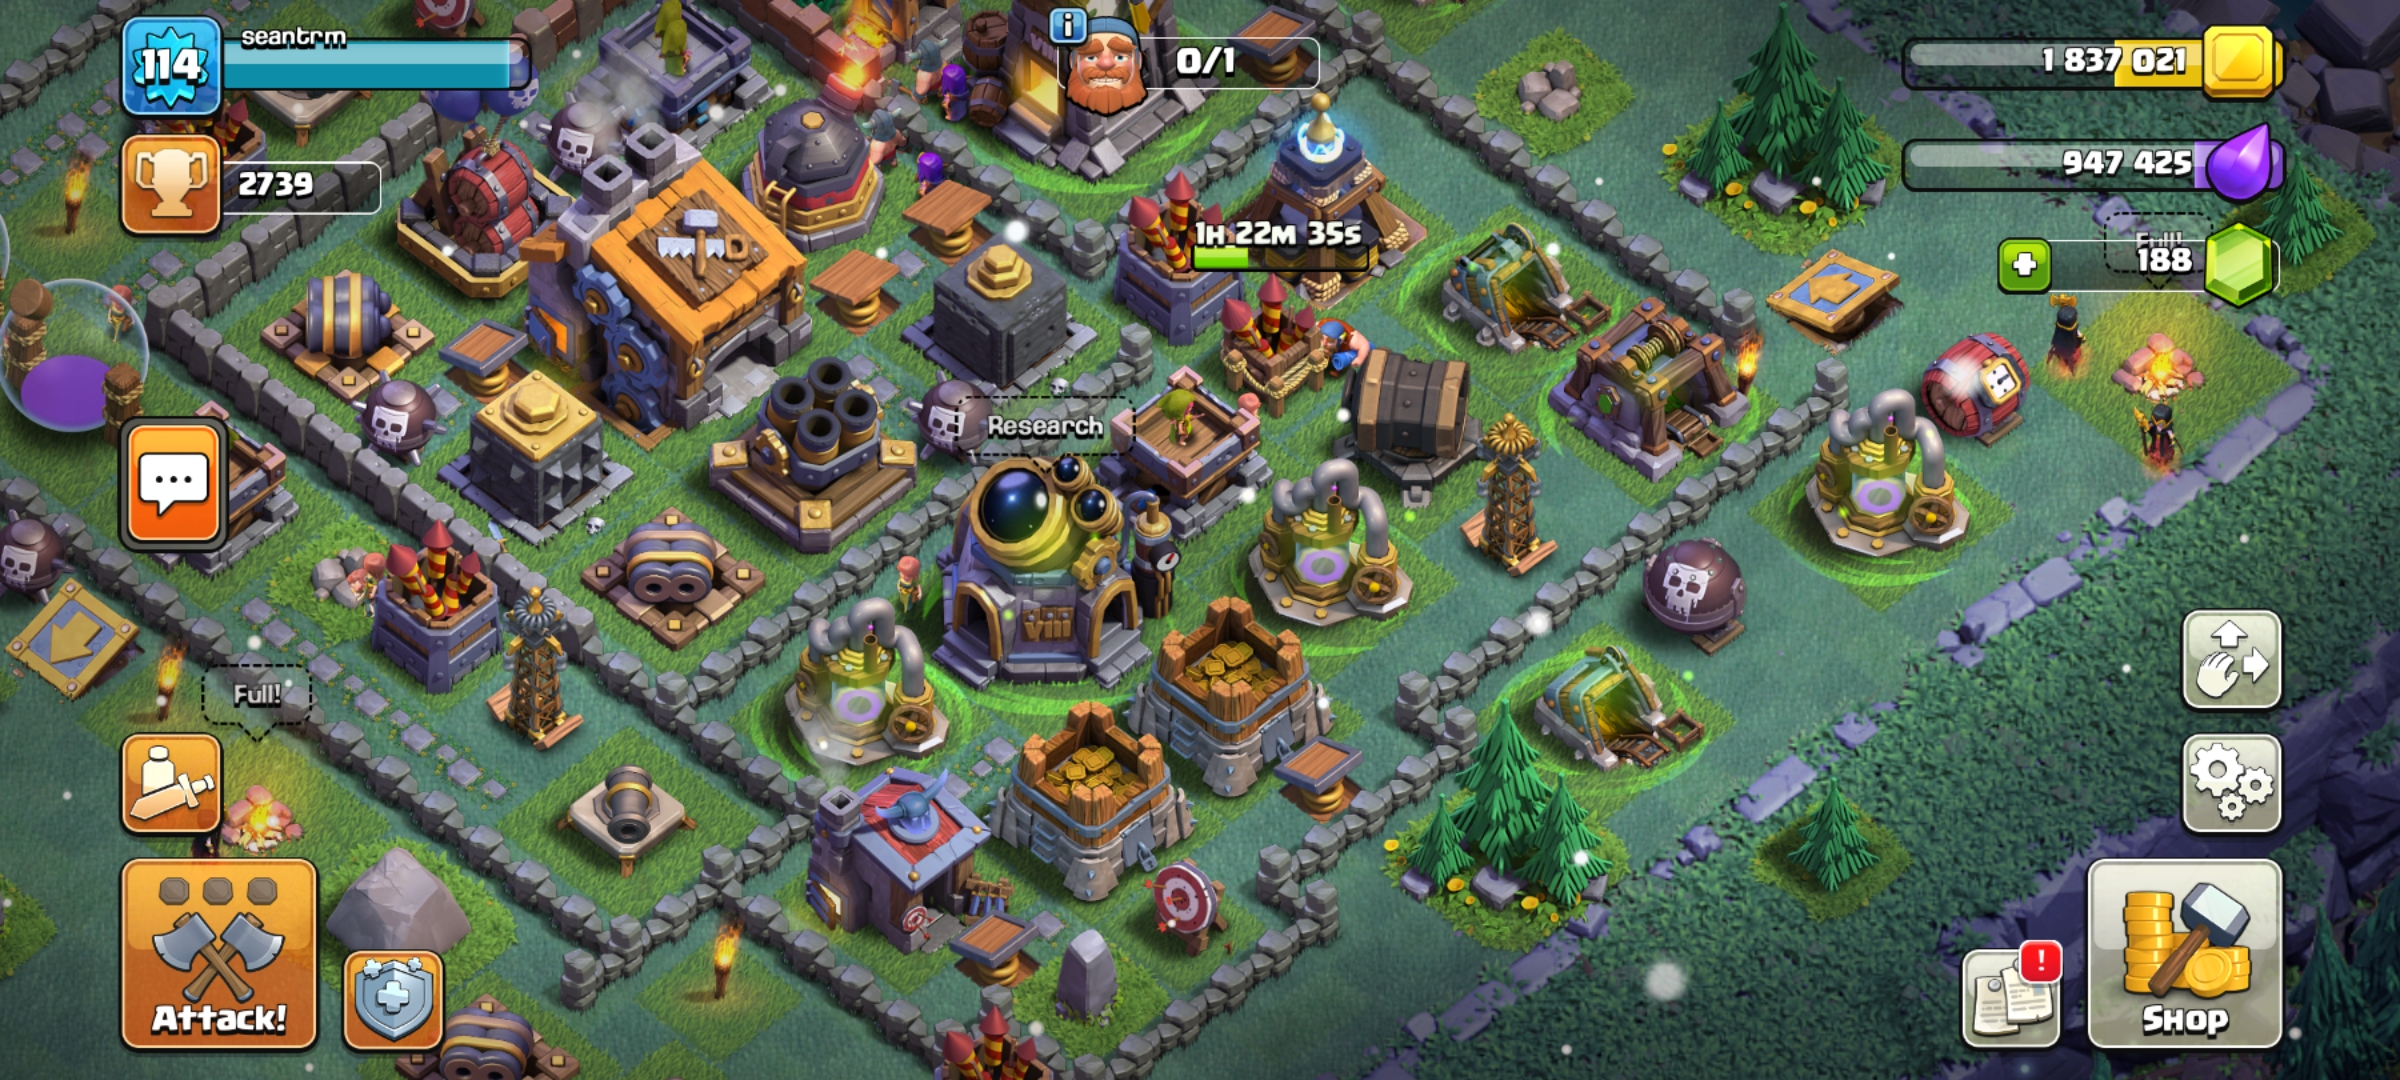 114
seantrm
i
0/1
1 837 021
2739
947 425
1H 22M 35S
Full!
188
Research
VIII
Full!
Attack!
!
Shop